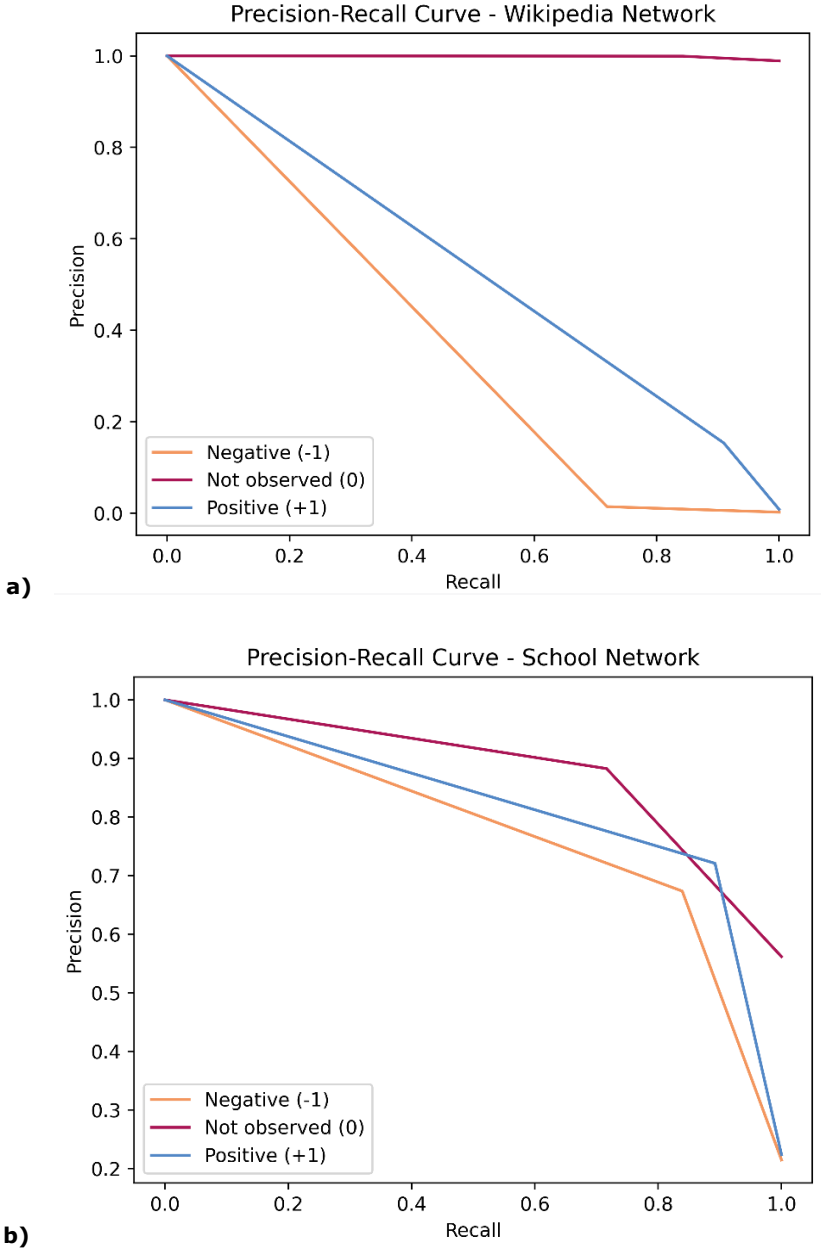 Precision-Recall Curve - Wikipedia Network
1.0
0.8
0.6
0.4
0.2
0.0
Precision
Negative (-1)
Not observed (0)
Positive (+1)
0.0 0.2 0.4 0.6 0.8 1.0
Recall
a)
Precision-Recall Curve - School Network
1.0
0.9
0.8
0.7
0.6
0.5
0.4
0.3
0.2
Precision
Negative (-1)
Not observed (0)
Positive (+1)
0.0 0.2 0.4 0.6 0.8 1.0
Recall
b)